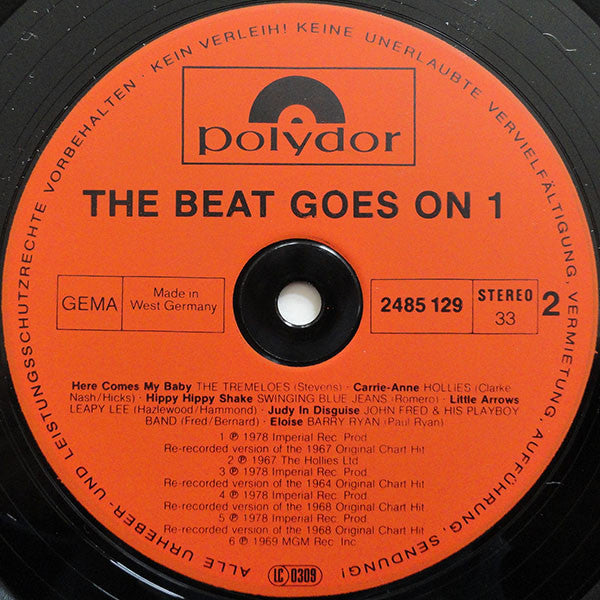 ALLE URHEBER- UND LEISTUNGSSCHUTZRECHTE VORBEHALTEN · KEIN VERLEIH! KEINE UNERLAUBTE VERVIELFÄLTIGUNG, VERMIETUNG, AUFFÜHRUNG, SENDUNG!
polydor
THE BEAT GOES ON 1
GEMA
Made in
West Germany
2485 129
STEREO
33
2
Here Comes My Baby THE TREMELOES (Stevens) · Carrie-Anne HOLLIES (Clarke
Nash/Hicks) · Hippy Hippy Shake SWINGING BLUE JEANS (Romero) · Little Arrows
LEAPY LEE (Hazlewood/Hammond) · Judy In Disguise JOHN FRED & HIS PLAYBOY
BAND (Fred/Bernard) · Eloise BARRY RYAN (Paul Ryan)
1 ℗ 1978 Imperial Rec. Prod
Re-recorded version of the 1967 Original Chart Hit
2 ℗ 1967 The Hollies Ltd
3 ℗ 1978 Imperial Rec. Prod.
Re-recorded version of the 1964 Original Chart Hit
4 ℗ 1978 Imperial Rec. Prod
Re-recorded version of the 1968 Original Chart Hit
5 ℗ 1978 Imperial Rec. Prod.
Re-recorded version of the 1968 Original Chart Hit
6 ℗ 1969 MGM Rec. Inc.
LC 0309